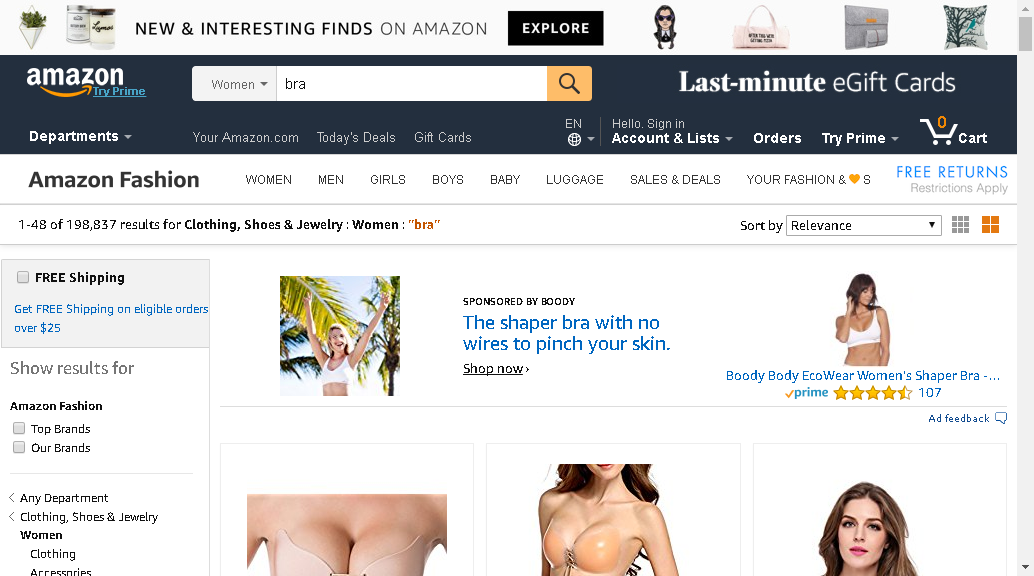 NEW & INTERESTING FINDS ON AMAZON
EXPLORE
amazon
Try Prime
Women
bra
Last-minute eGift Cards
Departments
Your Amazon.com
Today's Deals
Gift Cards
EN
Hello. Sign in
Account & Lists
Orders
Try Prime
0
Cart
Amazon Fashion
WOMEN
MEN
GIRLS
BOYS
BABY
LUGGAGE
SALES & DEALS
YOUR FASHION & S
FREE RETURNS
Restrictions Apply
1-48 of 198,837 results for Clothing, Shoes & Jewelry : Women : "bra"
Sort by
Relevance
FREE Shipping
Get FREE Shipping on eligible orders
over $25
Show results for
Amazon Fashion
Top Brands
Our Brands
Any Department
Clothing, Shoes & Jewelry
Women
Clothing
Accessories
SPONSORED BY BOODY
The shaper bra with no
wires to pinch your skin.
Shop now ›
Boody Body EcoWear Women's Shaper Bra -...
prime
107
Ad feedback